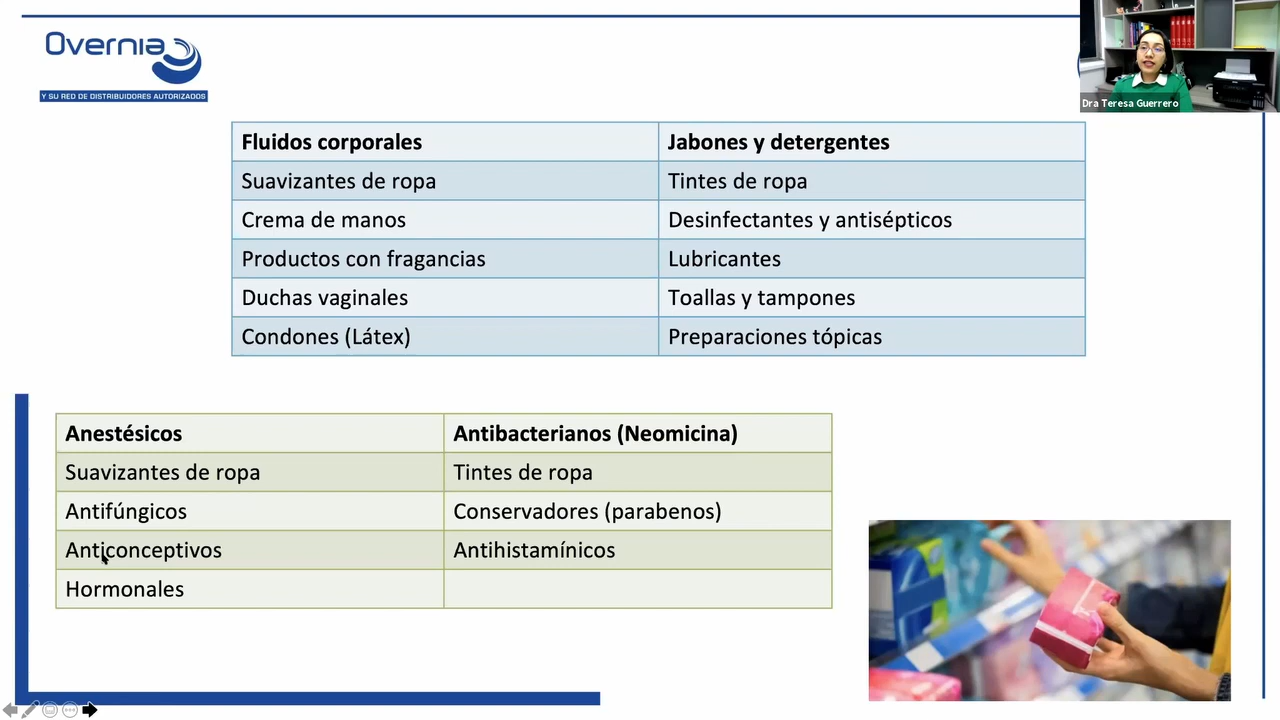 Overnia
Y SU RED DE DISTRIBUIDORES AUTORIZADOS
Dra Teresa Guerrero
Fluidos corporales Jabones y detergentes
Suavizantes de ropa Tintes de ropa
Crema de manos Desinfectantes y antisépticos
Productos con fragancias Lubricantes
Duchas vaginales Toallas y tampones
Condones (Látex) Preparaciones tópicas
Anestésicos Antibacterianos (Neomicina)
Suavizantes de ropa Tintes de ropa
Antifúngicos Conservadores (parabenos)
Anticonceptivos Antihistamínicos
Hormonales